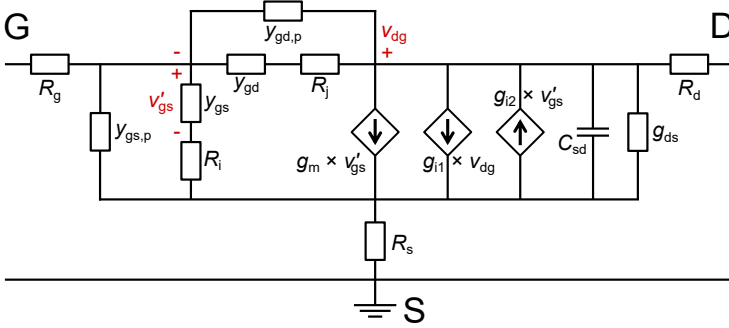 G
y_gd,p
v_dg
D
-
+
+
R_g
v'_gs
y_gs
y_gd
R_j
g_i2 × v'_gs
R_d
y_gs,p
-
R_i
g_m × v'_gs
g_i1 × v_dg
C_sd
g_ds
R_s
S